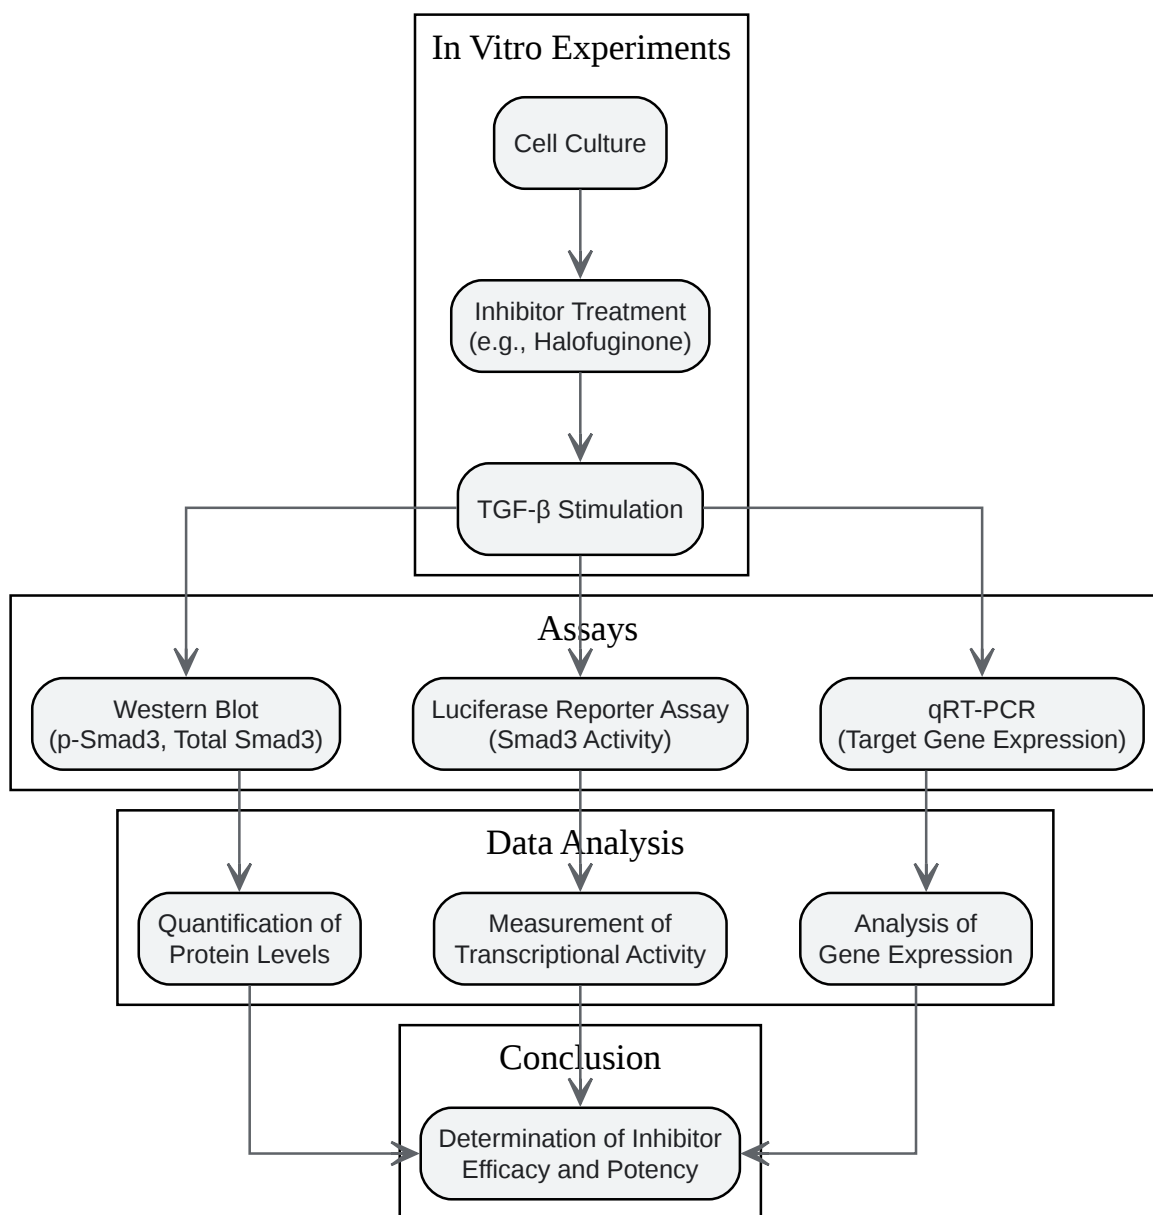 In Vitro Experiments
Cell Culture
Inhibitor Treatment
(e.g., Halofuginone)
TGF-β Stimulation
Assays
Western Blot
(p-Smad3, Total Smad3)
Luciferase Reporter Assay
(Smad3 Activity)
qRT-PCR
(Target Gene Expression)
Data Analysis
Quantification of
Protein Levels
Measurement of
Transcriptional Activity
Analysis of
Gene Expression
Conclusion
Determination of Inhibitor
Efficacy and Potency